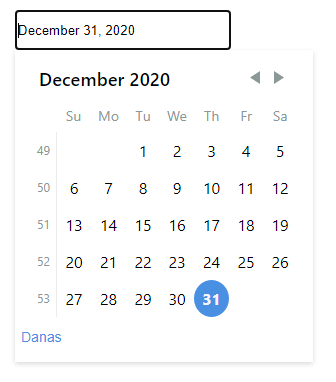 December 31, 2020
December 2020
Su Mo Tu We Th Fr Sa
49 1 2 3 4 5
50 6 7 8 9 10 11 12
51 13 14 15 16 17 18 19
52 20 21 22 23 24 25 26
53 27 28 29 30 31
Danas